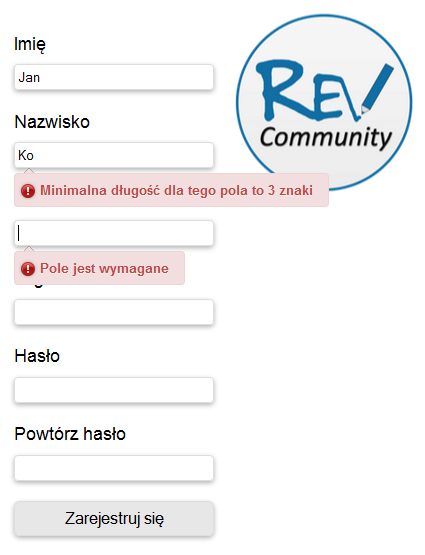 Imię
Jan
REV
Community
Nazwisko
Ko
Minimalna długość dla tego pola to 3 znaki
Pole jest wymagane
Hasło
Powtórz hasło
Zarejestruj się